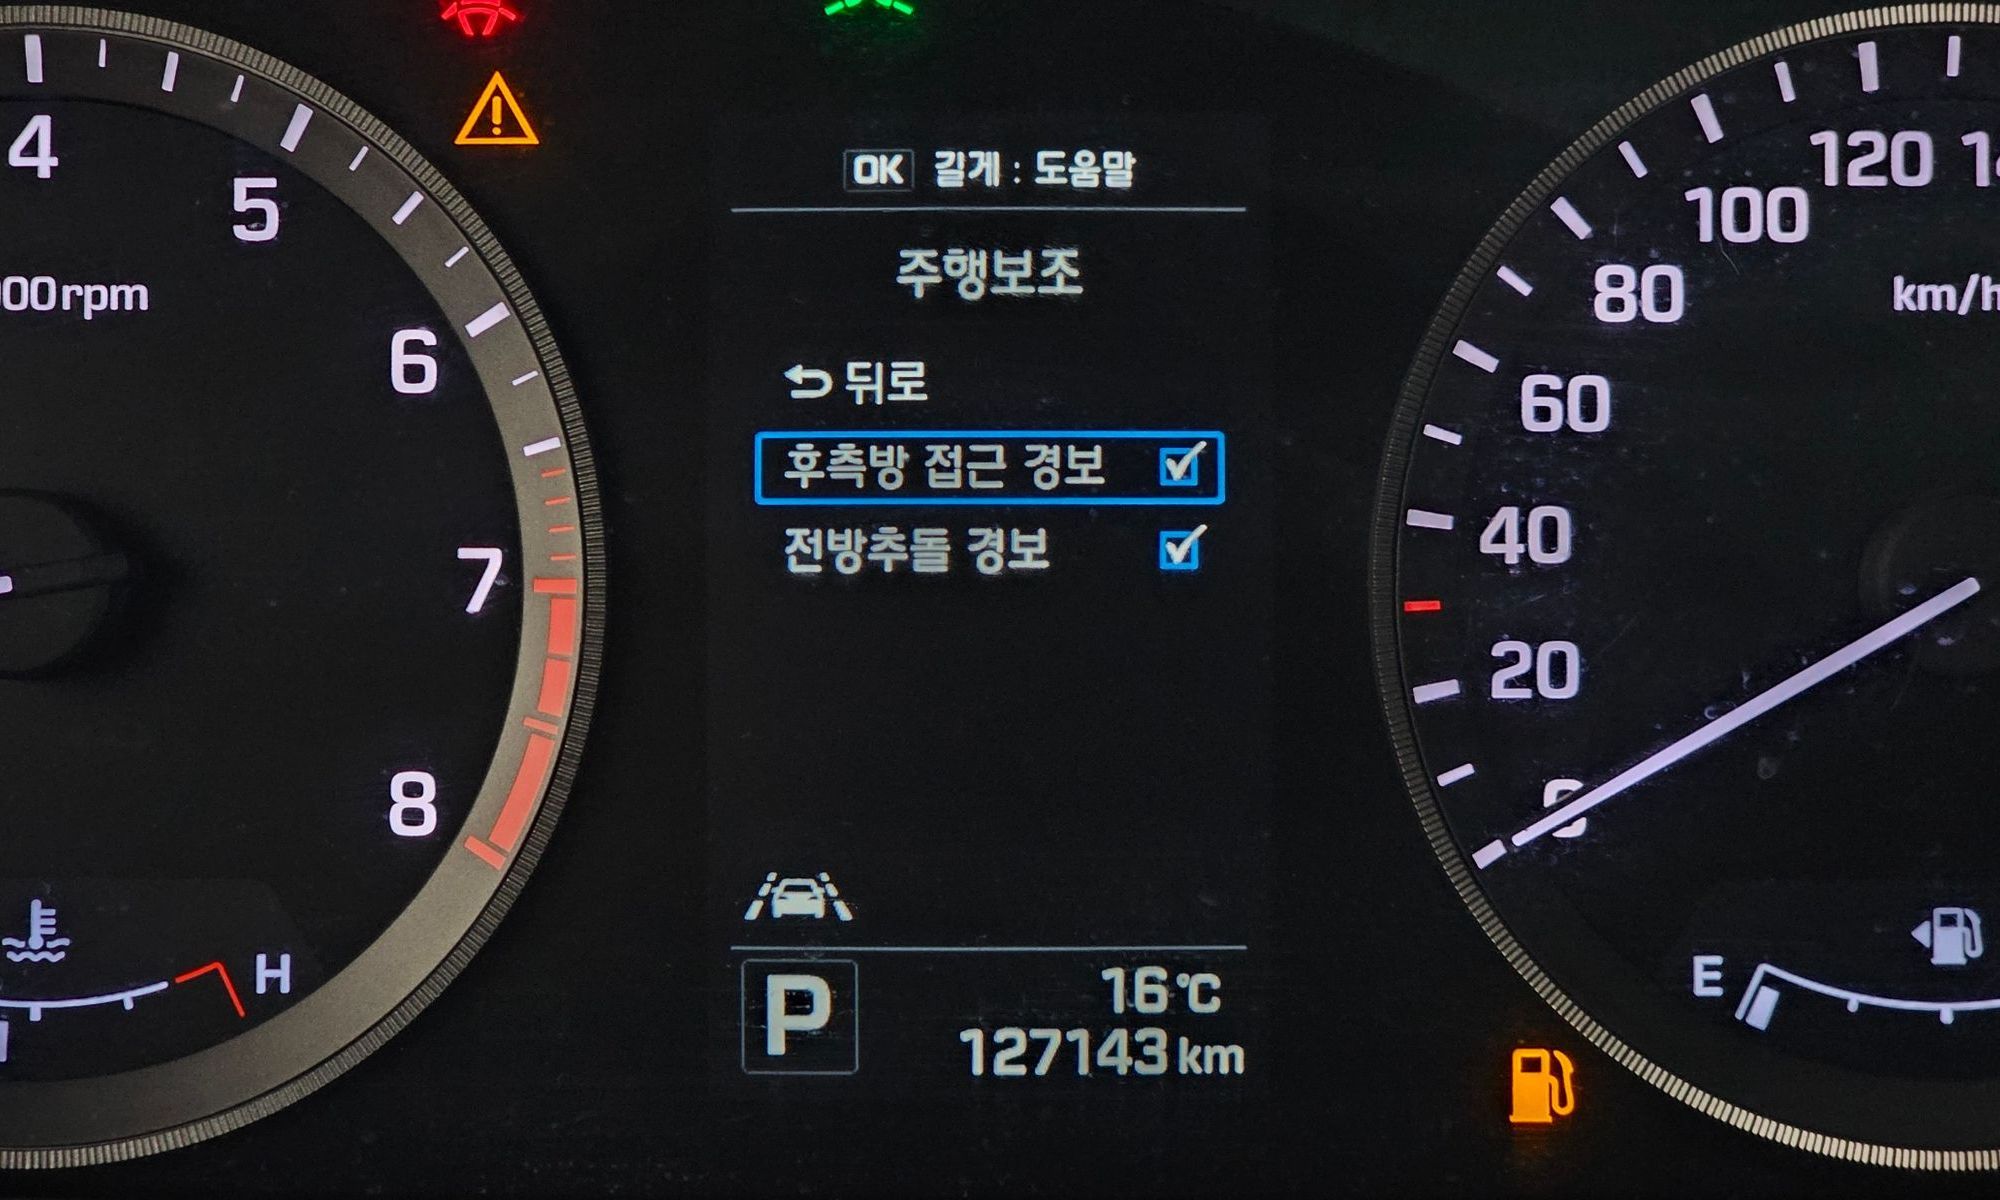 OK 길게 : 도움말
주행보조
뒤로
후측방 접근 경보
전방추돌 경보
P
16°C
127143 km
4
5
6
7
8
00rpm
H
120
100
80
60
40
20
0
km/h
E